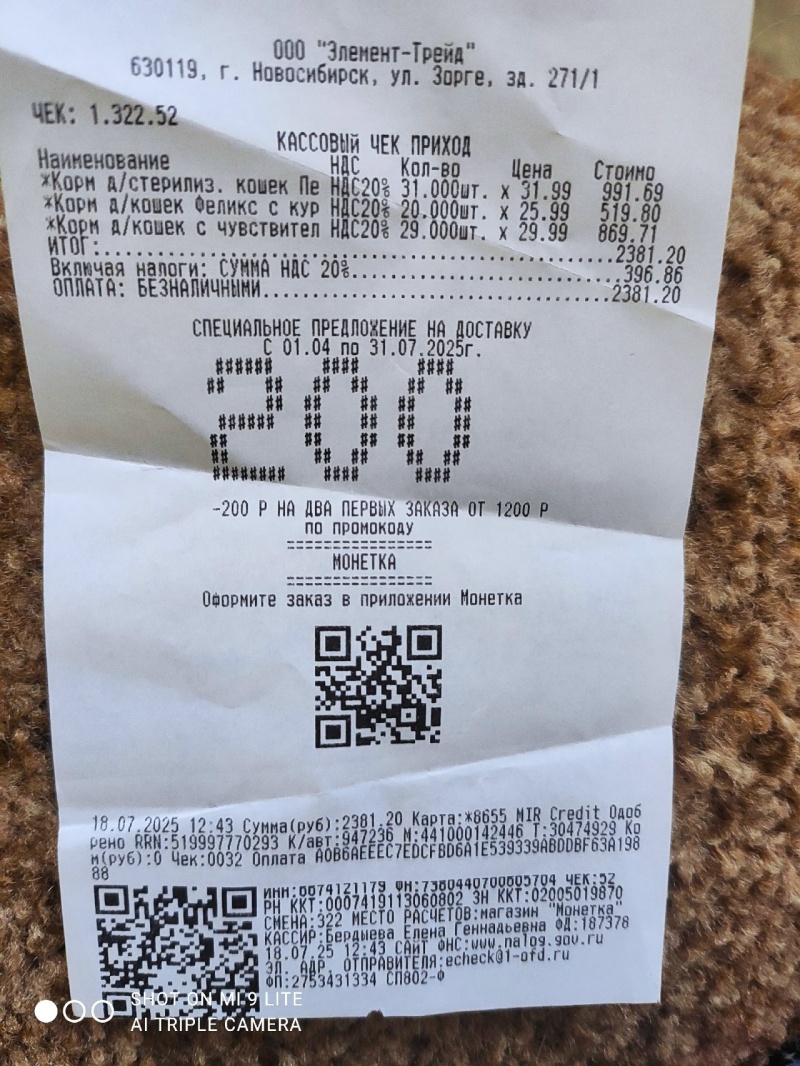 ООО "Элемент-Трейд"
630119, г. Новосибирск, ул. Зорге, зд. 271/1
ЧЕК: 1.322.52
КАССОВЫЙ ЧЕК ПРИХОД
Наименование НДС Кол-во Цена Стоимо
*Корм д/стерилиз. кошек Пе НДС20% 31.000шт. х 31.99 991.69
*Корм д/кошек Феликс с кур НДС20% 20.000шт. х 25.99 519.80
*Корм д/кошек с чувствител НДС20% 29.000шт. х 29.99 869.71
ИТОГ:...2381.20
Включая налоги: СУММА НДС 20%...396.86
ОПЛАТА: БЕЗНАЛИЧНЫМИ...2381.20
СПЕЦИАЛЬНОЕ ПРЕДЛОЖЕНИЕ НА ДОСТАВКУ
С 01.04 по 31.07.2025г.
200
-200 Р НА ДВА ПЕРВЫХ ЗАКАЗА ОТ 1200 Р
ПО ПРОМОКОДУ
===============
МОНЕТКА
===============
Оформите заказ в приложении Монетка
18.07.2025 12:43 Сумма(руб):2381.20 Карта:*8655 MIR Credit Одоб
рено RRN:519997770293 К/авт:947236 М:441000142446 Т:30474929 Ко
м(руб):0 Чек:0032 Оплата A0B6AEEEC7EDCFBD6A1E539339ABDDBF63A198
88
ИНН:6674121179 ФН:7380440700605704 ЧЕК:52
РН ККТ:0007419113060802 ЗН ККТ:02005019870
СМЕНА:322 МЕСТО РАСЧЕТОВ:магазин "Монетка"
КАССИР:Бердышева Елена Геннадьевна ФД:187378
18.07.25 12:43 САЙТ ФНС:www.nalog.gov.ru
ЭЛ. АДР. ОТПРАВИТЕЛЯ:echeck@1-ofd.ru
ФП:2753431334 СП802-Ф
SHOT ON MI 9 LITE
AI TRIPLE CAMERA